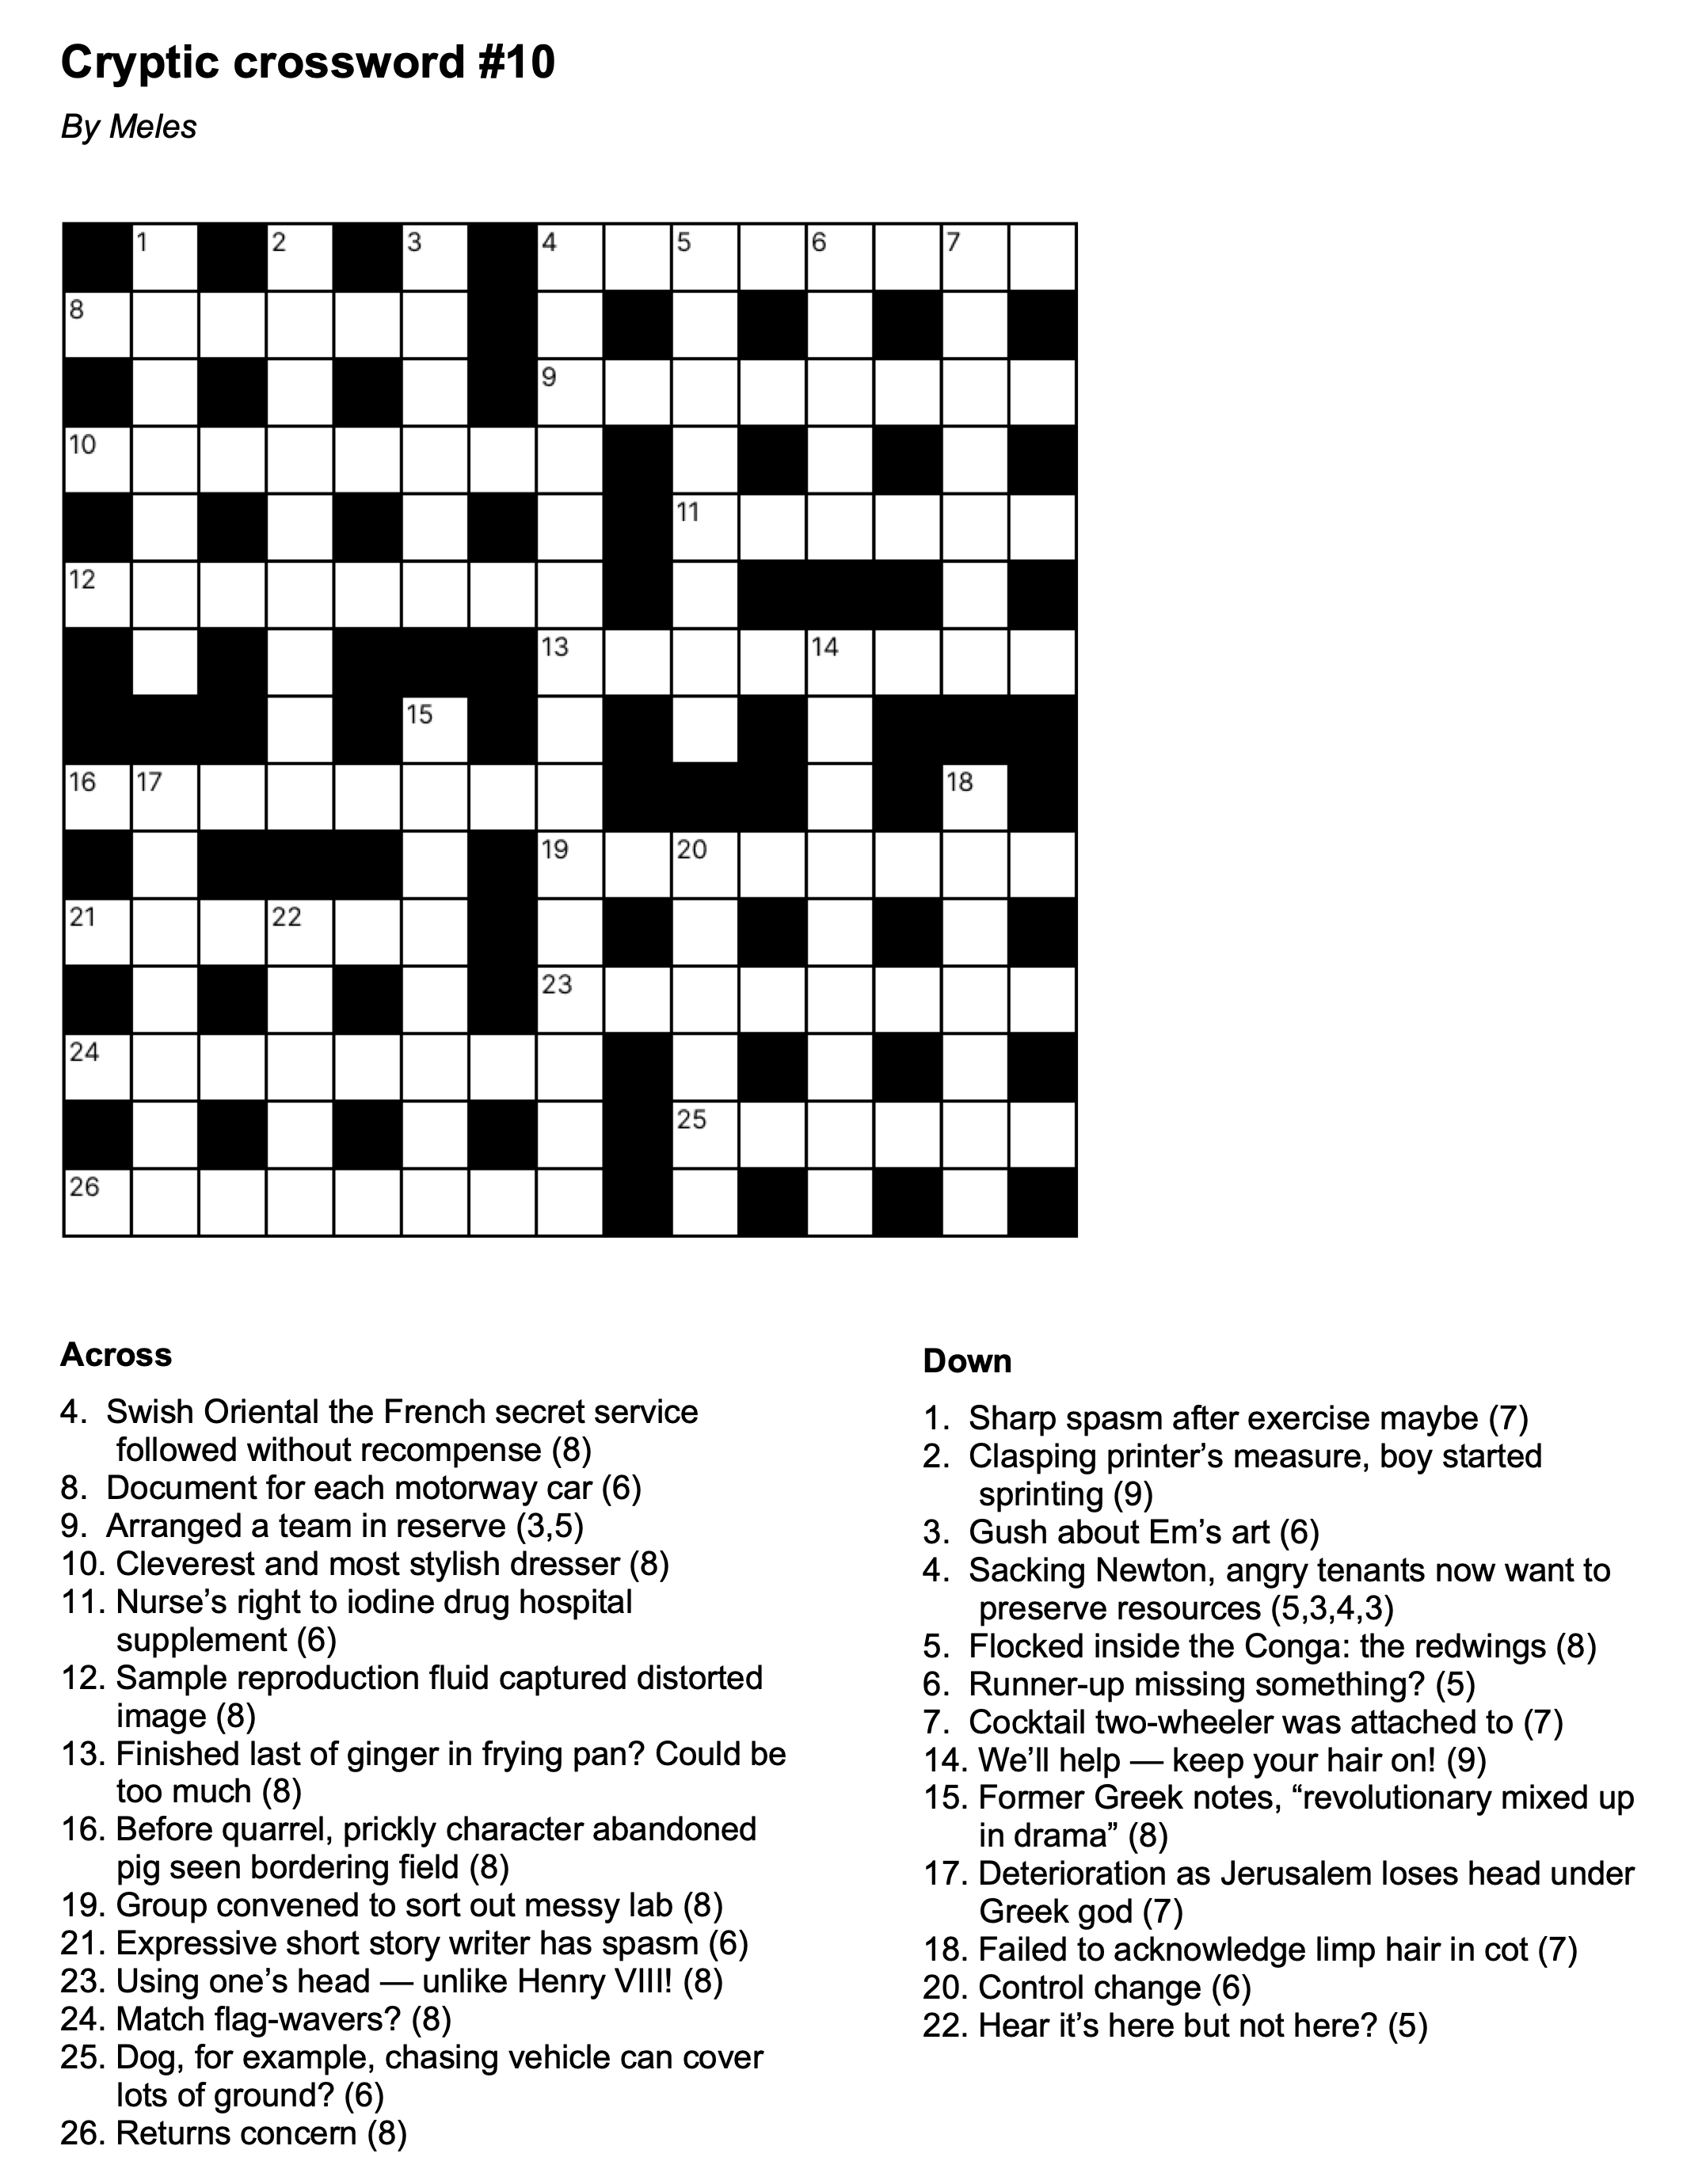 Cryptic crossword #10
By Meles
1 2 3 4 5 6 7
8
9
10
11
12
13 14
15
16 17 18
19 20
21 22
23
24
25
26
Across
4. Swish Oriental the French secret service
followed without recompense (8)
8. Document for each motorway car (6)
9. Arranged a team in reserve (3,5)
10. Cleverest and most stylish dresser (8)
11. Nurse’s right to iodine drug hospital
supplement (6)
12. Sample reproduction fluid captured distorted
image (8)
13. Finished last of ginger in frying pan? Could be
too much (8)
16. Before quarrel, prickly character abandoned
pig seen bordering field (8)
19. Group convened to sort out messy lab (8)
21. Expressive short story writer has spasm (6)
23. Using one’s head — unlike Henry VIII! (8)
24. Match flag-wavers? (8)
25. Dog, for example, chasing vehicle can cover
lots of ground? (6)
26. Returns concern (8)
Down
1. Sharp spasm after exercise maybe (7)
2. Clasping printer’s measure, boy started
sprinting (9)
3. Gush about Em’s art (6)
4. Sacking Newton, angry tenants now want to
preserve resources (5,3,4,3)
5. Flocked inside the Conga: the redwings (8)
6. Runner-up missing something? (5)
7. Cocktail two-wheeler was attached to (7)
14. We’ll help — keep your hair on! (9)
15. Former Greek notes, “revolutionary mixed up
in drama” (8)
17. Deterioration as Jerusalem loses head under
Greek god (7)
18. Failed to acknowledge limp hair in cot (7)
20. Control change (6)
22. Hear it’s here but not here? (5)